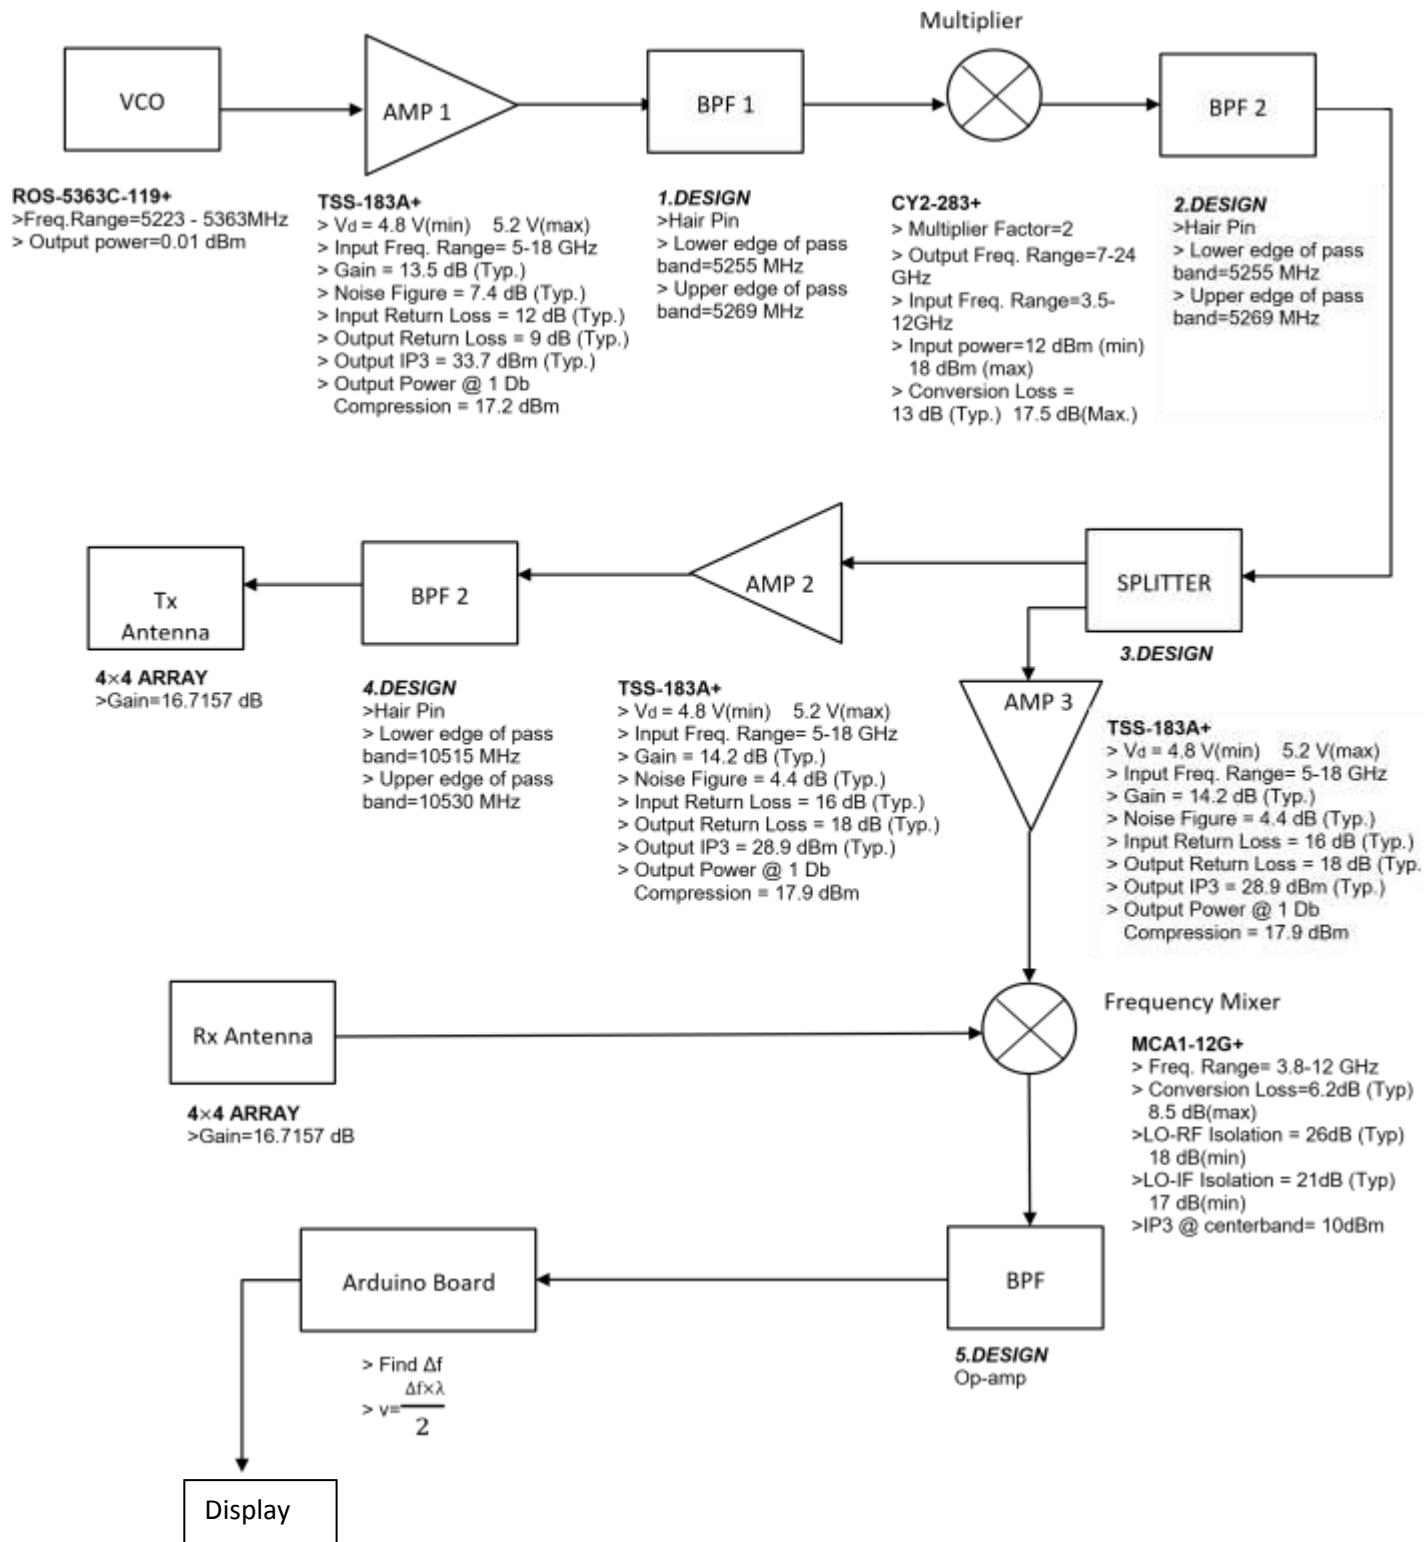 Multiplier
VCO
AMP 1
BPF 1
BPF 2
ROS-5363C-119+
>Freq.Range=5223 - 5363MHz
> Output power=0.01 dBm
TSS-183A+
> Vd = 4.8 V(min) 5.2 V(max)
> Input Freq. Range= 5-18 GHz
> Gain = 13.5 dB (Typ.)
> Noise Figure = 7.4 dB (Typ.)
> Input Return Loss = 12 dB (Typ.)
> Output Return Loss = 9 dB (Typ.)
> Output IP3 = 33.7 dBm (Typ.)
> Output Power @ 1 Db
Compression = 17.2 dBm
1.DESIGN
>Hair Pin
> Lower edge of pass
band=5255 MHz
> Upper edge of pass
band=5269 MHz
CY2-283+
> Multiplier Factor=2
> Output Freq. Range=7-24
GHz
> Input Freq. Range=3.5-
12GHz
> Input power=12 dBm (min)
18 dBm (max)
> Conversion Loss =
13 dB (Typ.) 17.5 dB(Max.)
2.DESIGN
>Hair Pin
> Lower edge of pass
band=5255 MHz
> Upper edge of pass
band=5269 MHz
Tx
Antenna
BPF 2
AMP 2
SPLITTER
3.DESIGN
4×4 ARRAY
>Gain=16.7157 dB
4.DESIGN
>Hair Pin
> Lower edge of pass
band=10515 MHz
> Upper edge of pass
band=10530 MHz
TSS-183A+
> Vd = 4.8 V(min) 5.2 V(max)
> Input Freq. Range= 5-18 GHz
> Gain = 14.2 dB (Typ.)
> Noise Figure = 4.4 dB (Typ.)
> Input Return Loss = 16 dB (Typ.)
> Output Return Loss = 18 dB (Typ.)
> Output IP3 = 28.9 dBm (Typ.)
> Output Power @ 1 Db
Compression = 17.9 dBm
AMP 3
TSS-183A+
> Vd = 4.8 V(min) 5.2 V(max)
> Input Freq. Range= 5-18 GHz
> Gain = 14.2 dB (Typ.)
> Noise Figure = 4.4 dB (Typ.)
> Input Return Loss = 16 dB (Typ.)
> Output Return Loss = 18 dB (Typ.
> Output IP3 = 28.9 dBm (Typ.)
> Output Power @ 1 Db
Compression = 17.9 dBm
Rx Antenna
4×4 ARRAY
>Gain=16.7157 dB
Frequency Mixer
MCA1-12G+
> Freq. Range= 3.8-12 GHz
> Conversion Loss=6.2dB (Typ)
8.5 dB(max)
>LO-RF Isolation = 26dB (Typ)
18 dB(min)
>LO-IF Isolation = 21dB (Typ)
17 dB(min)
>IP3 @ centerband= 10dBm
Arduino Board
BPF
5.DESIGN
Op-amp
> Find Δf
> v=Δf×λ
2
Display